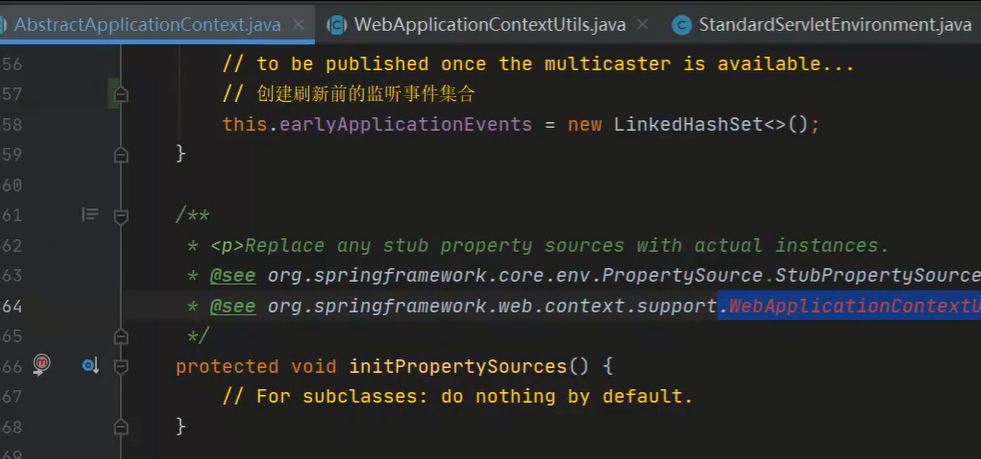 AbstractApplicationContext.java × WebApplicationContextUtils.java × StandardServletEnvironment.java
56 // to be published once the multicaster is available...
57 // 创建刷新前的监听事件集合
58 this.earlyApplicationEvents = new LinkedHashSet<>();
59 }
60
61 /**
62 * <p>Replace any stub property sources with actual instances.
63 * @see org.springframework.core.env.PropertySource.StubPropertySource
64 * @see org.springframework.web.context.support.WebApplicationContextU
65 */
66 protected void initPropertySources() {
67 // For subclasses: do nothing by default.
68 }
69